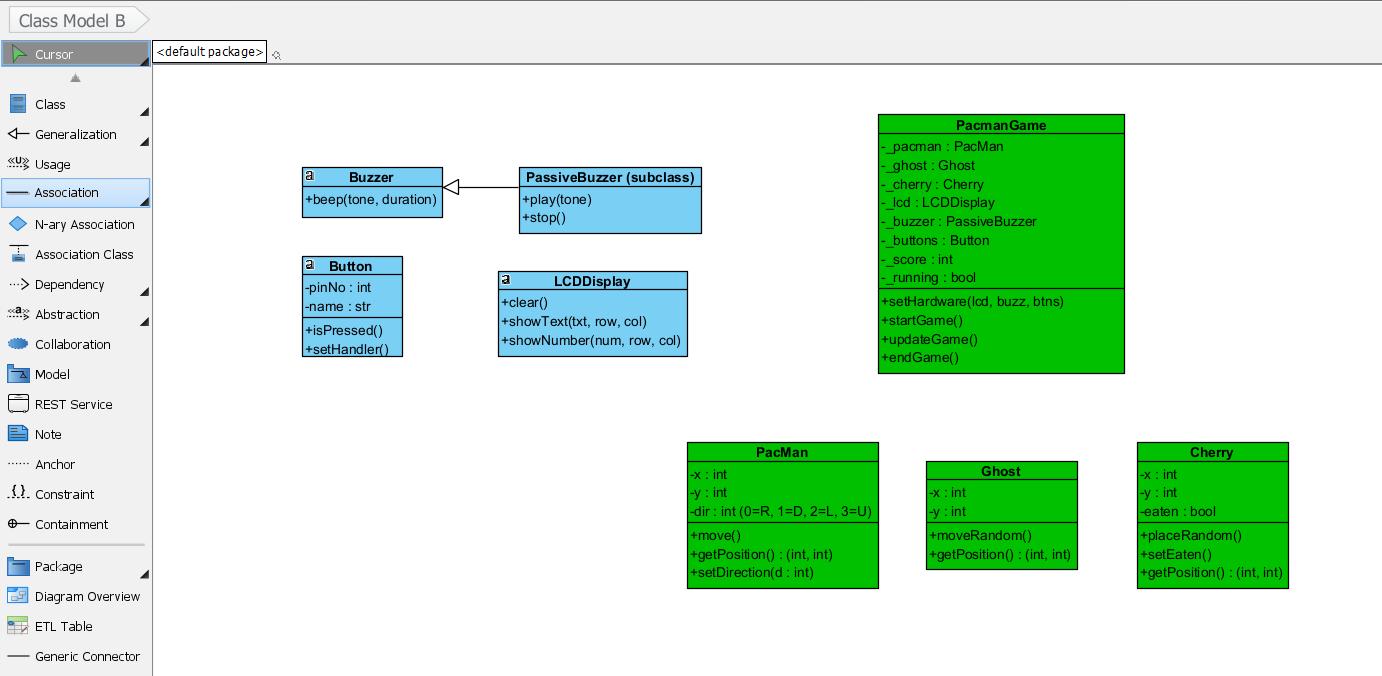 Class Model B
Cursor
<default package>
Class
Generalization
Usage
Association
N-ary Association
Association Class
Dependency
Abstraction
Collaboration
Model
REST Service
Note
Anchor
Constraint
Containment
Package
Diagram Overview
ETL Table
Generic Connector
a
Buzzer
+beep(tone, duration)
PassiveBuzzer (subclass)
+play(tone)
+stop()
a
Button
-pinNo : int
-name : str
+isPressed()
+setHandler()
a
LCDDisplay
+clear()
+showText(txt, row, col)
+showNumber(num, row, col)
PacmanGame
-_pacman : PacMan
-_ghost : Ghost
-_cherry : Cherry
-_lcd : LCDDisplay
-_buzzer : PassiveBuzzer
-_buttons : Button
-_score : int
-_running : bool
+setHardware(lcd, buzz, btns)
+startGame()
+updateGame()
+endGame()
PacMan
-x : int
-y : int
-dir : int (0=R, 1=D, 2=L, 3=U)
+move()
+getPosition() : (int, int)
+setDirection(d : int)
Ghost
-x : int
-y : int
+moveRandom()
+getPosition() : (int, int)
Cherry
-x : int
-y : int
-eaten : bool
+placeRandom()
+setEaten()
+getPosition() : (int, int)